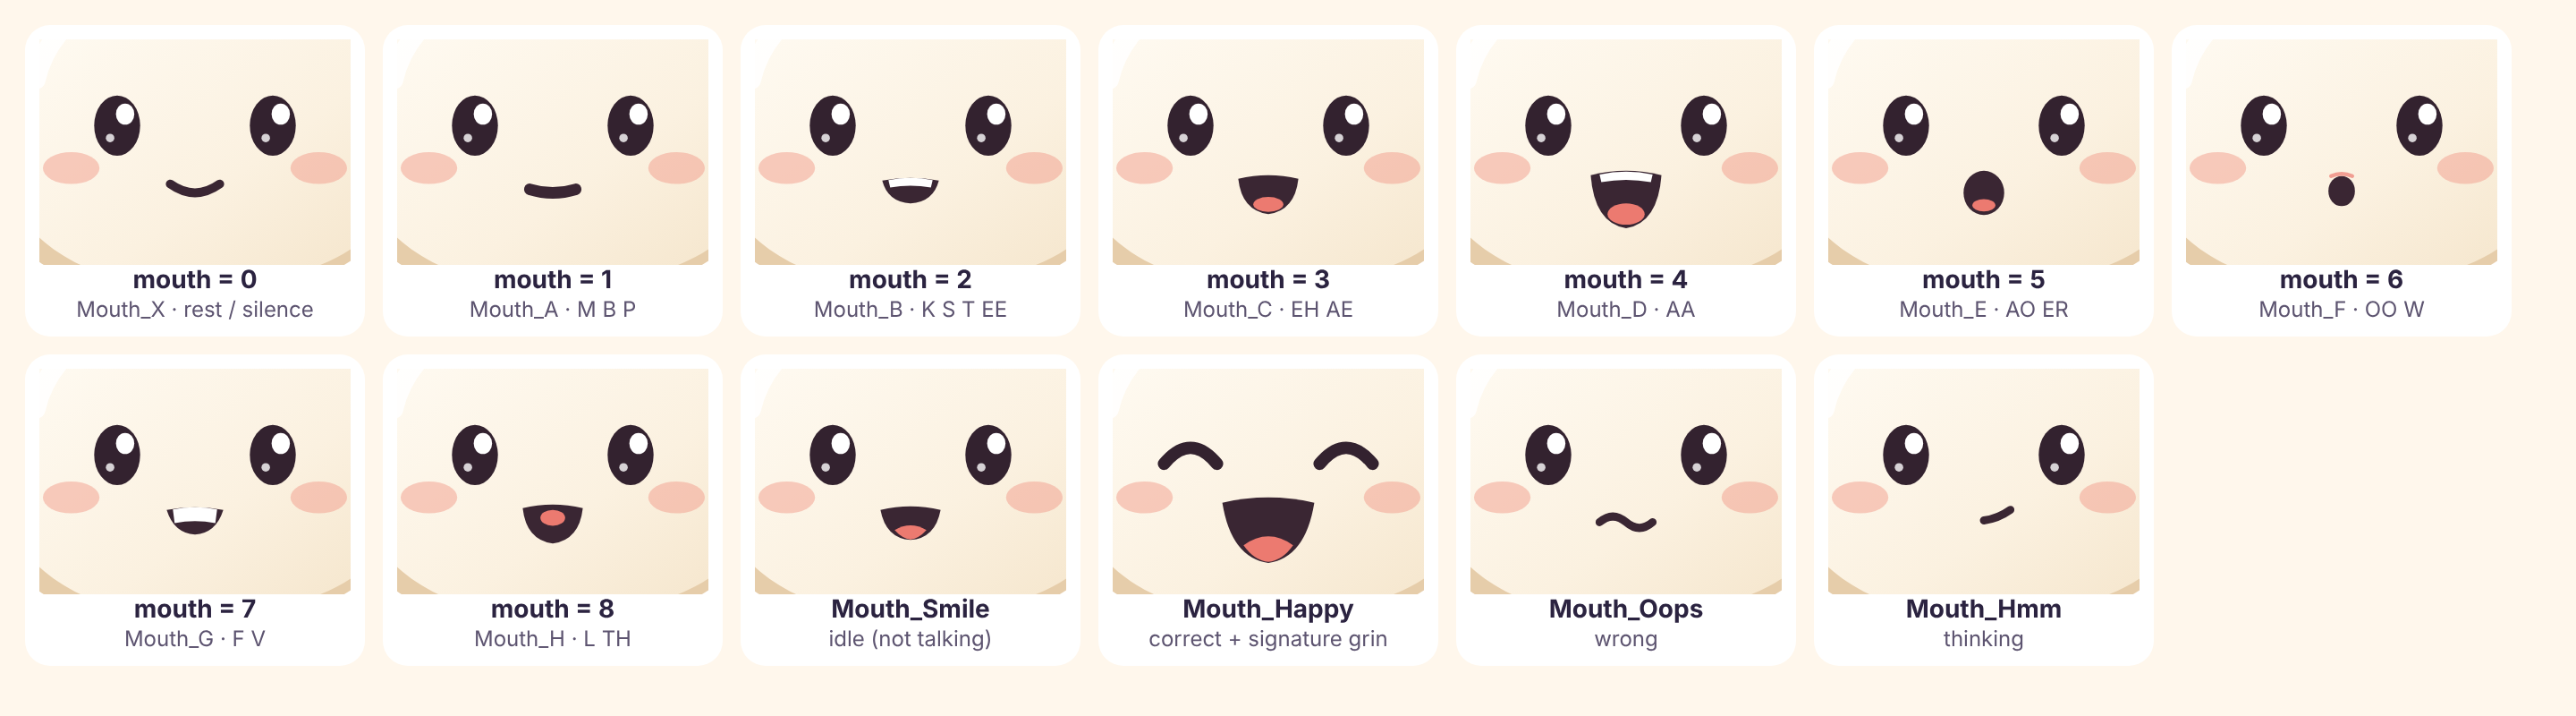 mouth = 0
Mouth_X · rest / silence
mouth = 1
Mouth_A · M B P
mouth = 2
Mouth_B · K S T EE
mouth = 3
Mouth_C · EH AE
mouth = 4
Mouth_D · AA
mouth = 5
Mouth_E · AO ER
mouth = 6
Mouth_F · OO W
mouth = 7
Mouth_G · F V
mouth = 8
Mouth_H · L TH
Mouth_Smile
idle (not talking)
Mouth_Happy
correct + signature grin
Mouth_Oops
wrong
Mouth_Hmm
thinking